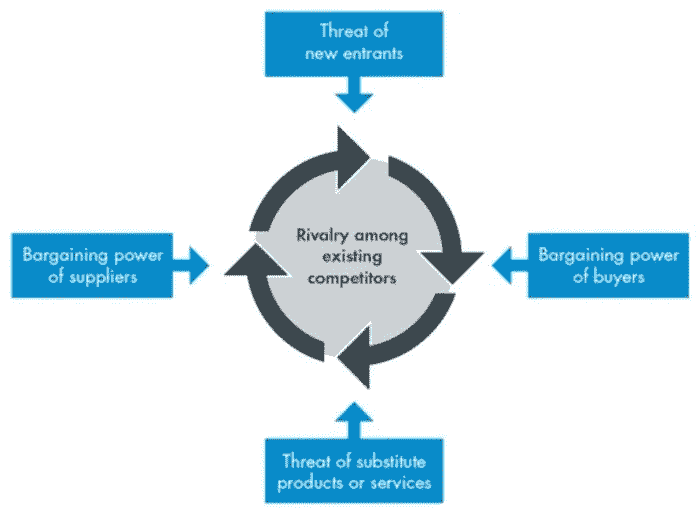 Threat of
new entrants
Bargaining power
of suppliers
Rivalry among
existing
competitors
Bargaining power
of buyers
Threat of substitute
products or services